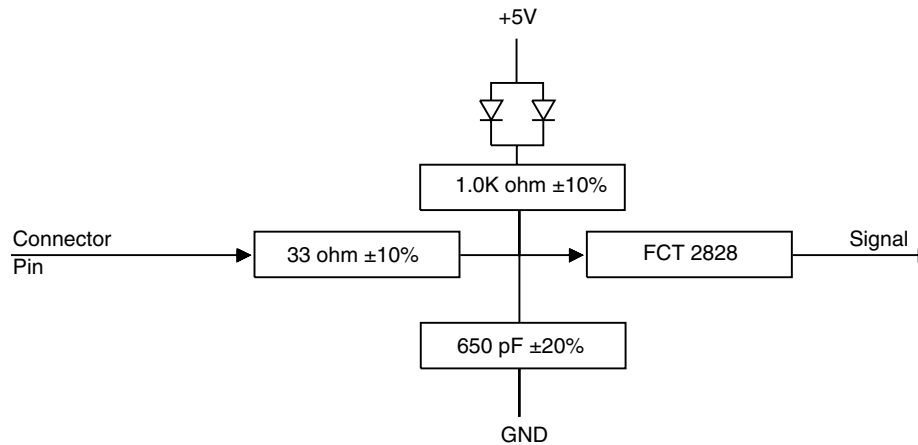 +5V
1.0K ohm ±10%
Connector
Pin
33 ohm ±10%
FCT 2828
Signal
650 pF ±20%
GND